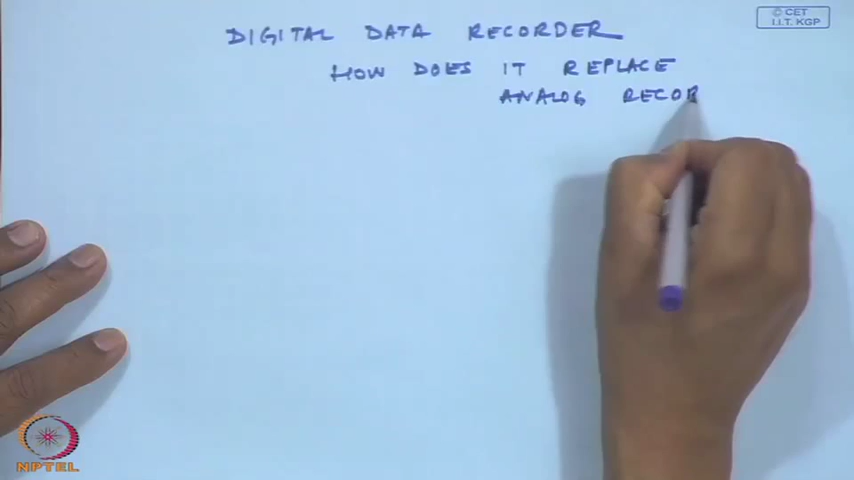 © CET
I.I.T. KGP
DIGITAL DATA RECORDER
HOW DOES IT REPLACE
ANALOG RECOR
NPTEL